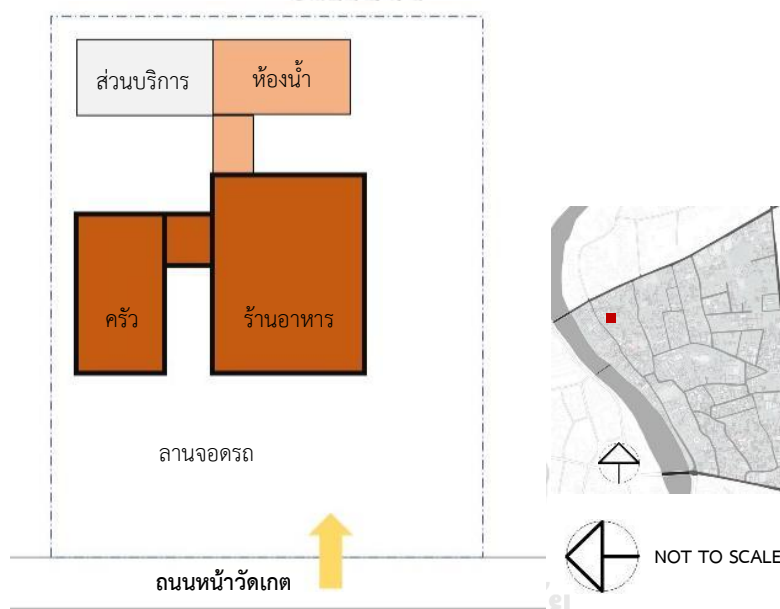 ส่วนบริการ
ห้องน้ำ
ครัว
ร้านอาหาร
ลานจอดรถ
ถนนหน้าวัดเกต
NOT TO SCALE